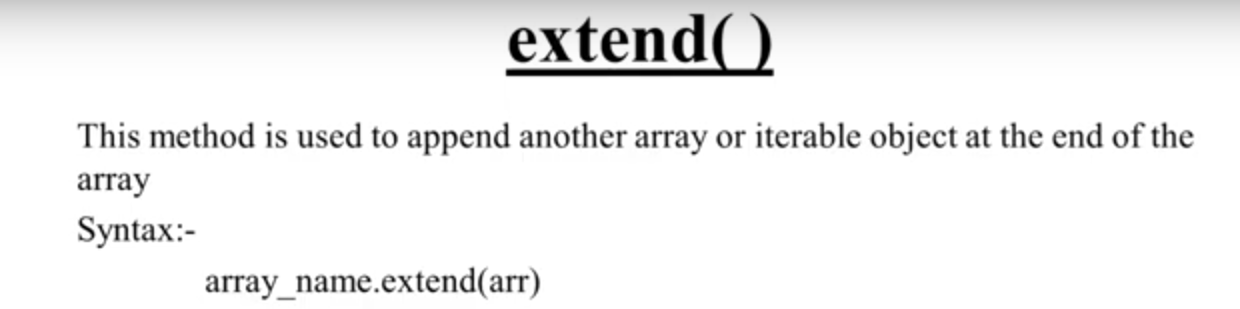 extend( )
This method is used to append another array or iterable object at the end of the
array
Syntax:-
array_name.extend(arr)